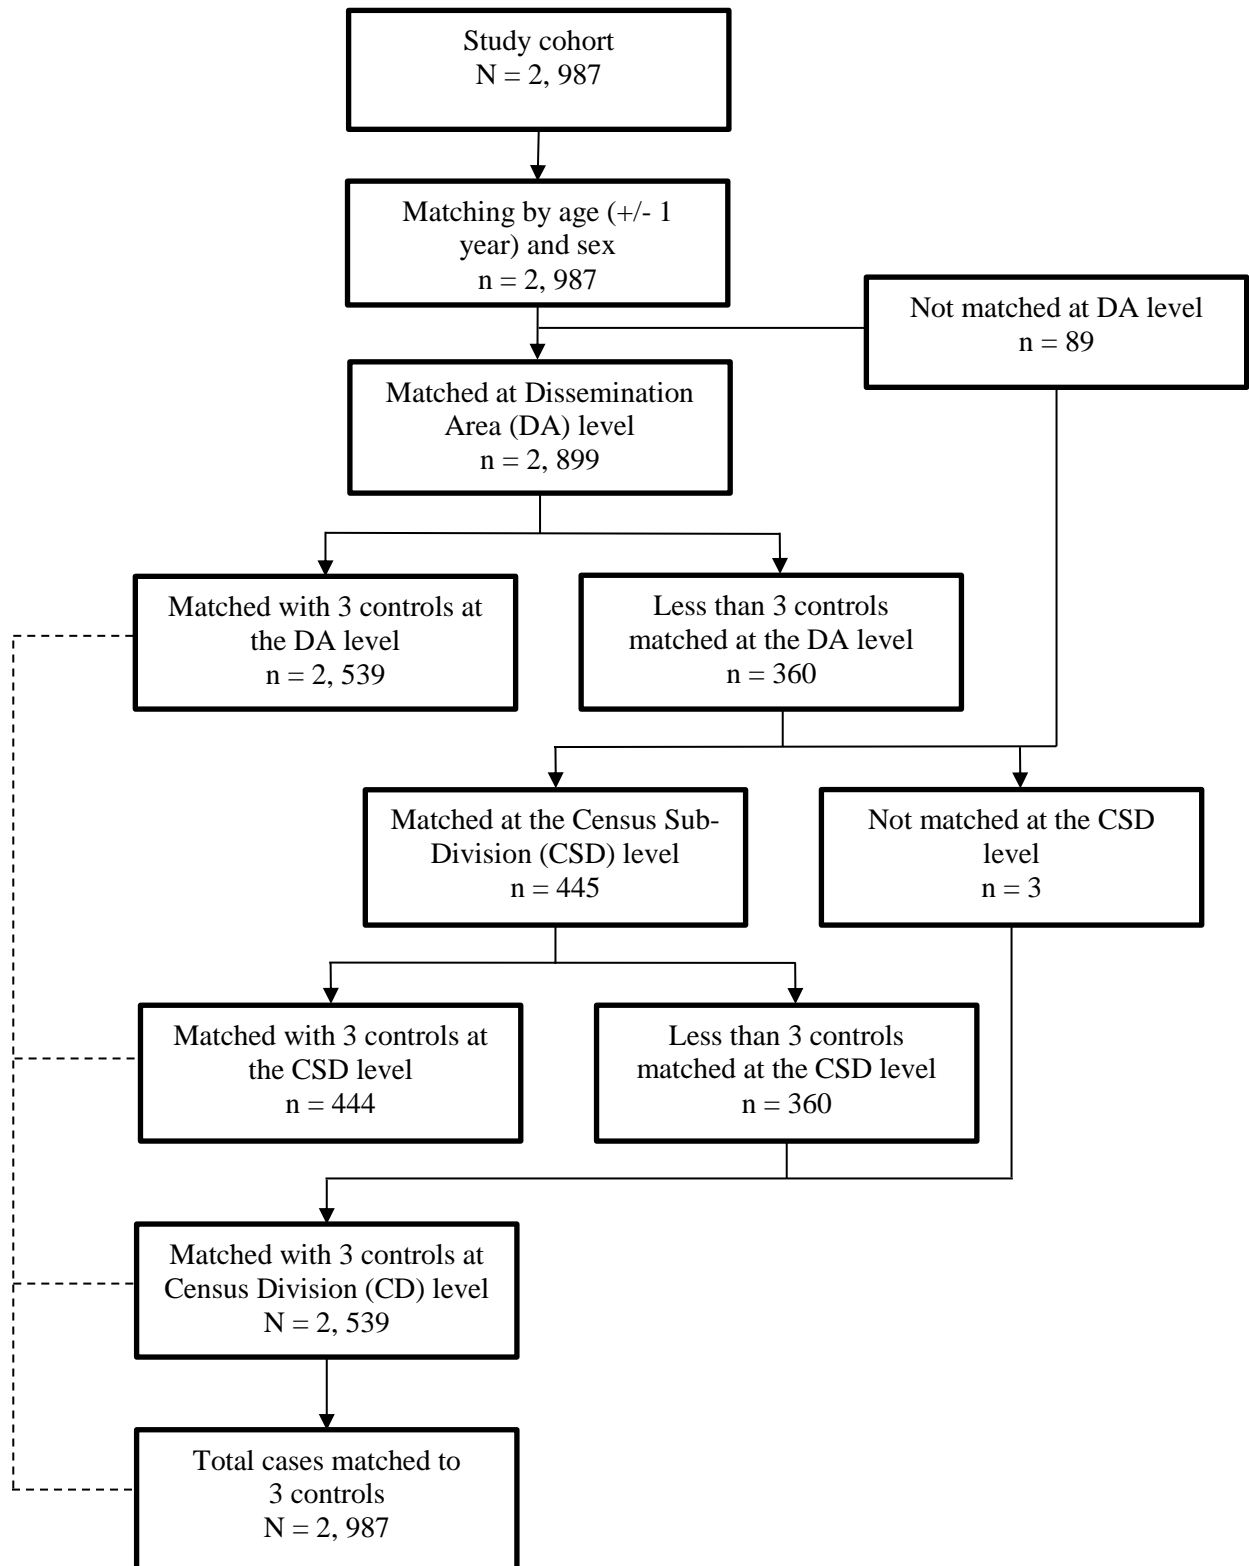 Study cohort
N = 2, 987
Matching by age (+/- 1
year) and sex
n = 2, 987
Not matched at DA level
n = 89
Matched at Dissemination
Area (DA) level
n = 2, 899
Matched with 3 controls at
the DA level
n = 2, 539
Less than 3 controls
matched at the DA level
n = 360
Matched at the Census Sub-
Division (CSD) level
n = 445
Not matched at the CSD
level
n = 3
Matched with 3 controls at
the CSD level
n = 444
Less than 3 controls
matched at the CSD level
n = 360
Matched with 3 controls at
Census Division (CD) level
N = 2, 539
Total cases matched to
3 controls
N = 2, 987